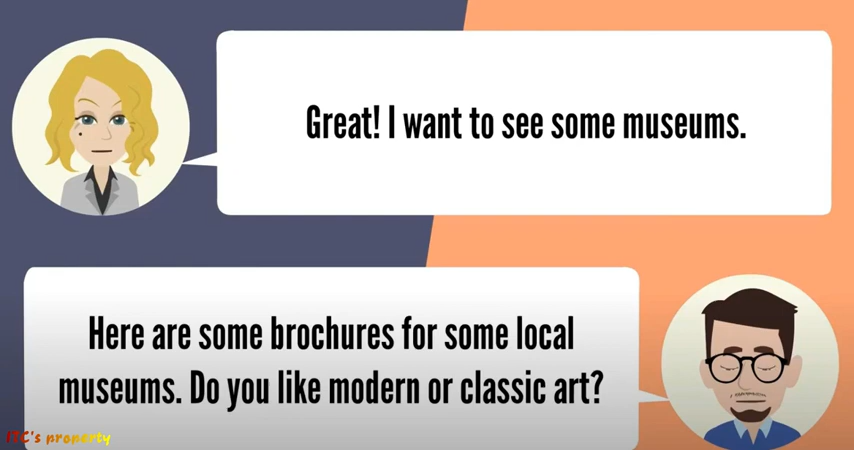 Great! I want to see some museums.
Here are some brochures for some local
museums. Do you like modern or classic art?
ITC's property